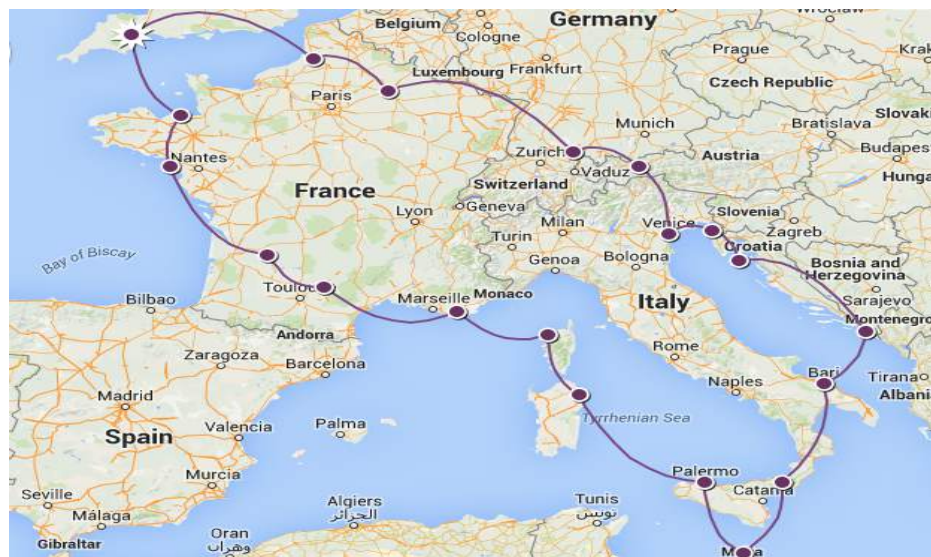 Belgium
Germany
Wrocław
Cologne
Prague
Krak
Luxembourg
Frankfurt
Czech Republic
Paris
Slovaki
Munich
Bratislava
Nantes
Zurich
Vaduz
Austria
Budapest
Switzerland
Hunga
France
Geneva
Slovenia
Lyon
Milan
Venice
Zagreb
Turin
Croatia
Bay of Biscay
Genoa
Bologna
Bosnia and
Herzegovina
Bilbao
Marseille
Monaco
Italy
Sarajevo
Montenegro
Andorra
Zaragoza
Rome
Barcelona
Bari
Tirana
Madrid
Naples
Albani
Tyrrhenian Sea
Spain
Valencia
Palma
Murcia
Palermo
Catania
Seville
Algiers
الجزائر
Tunis
تونس
Málaga
Gibraltar
Oran
وهران